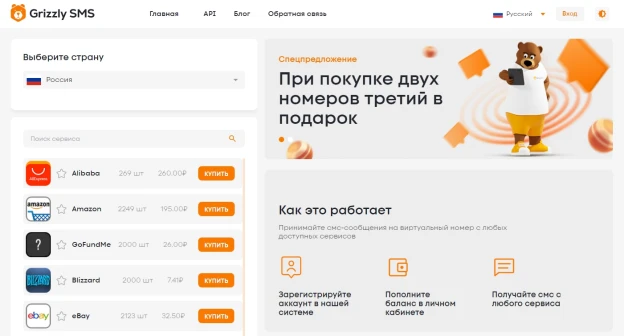 Grizzly SMS
Главная
API
Блог
Обратная связь
Русский
Вход
Выберите страну
Россия
Поиск сервиса
Alibaba 269 шт 260.00₽ КУПИТЬ
amazon
Amazon 2249 шт 195.00₽ КУПИТЬ
?
GoFundMe 2000 шт 26.00₽ КУПИТЬ
BLIZZARD
Blizzard 2000 шт 7.41₽ КУПИТЬ
ebay
eBay 2123 шт 32.50₽ КУПИТЬ
Спецпредложение
При покупке двух
номеров третий в
подарок
Как это работает
Принимайте смс-сообщения на виртуальный номер с любых
доступных сервисов
Зарегистрируйте
аккаунт в нашей
системе
Пополните
баланс в личном
кабинете
Получайте смс с
любого сервиса